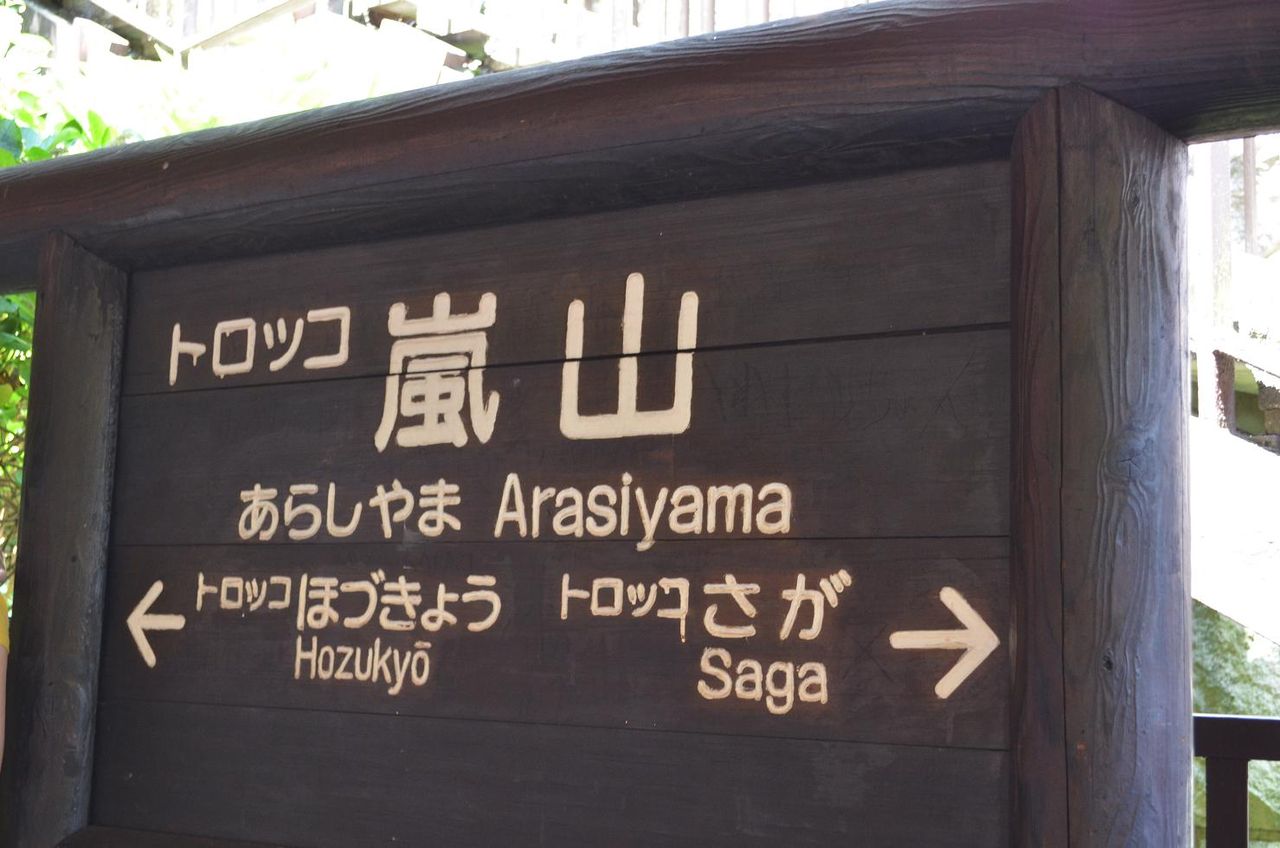 トロッコ 嵐山
あらしやま Arasiyama
← トロッコ ほづきょう トロッコ さが →
Hozukyō Saga